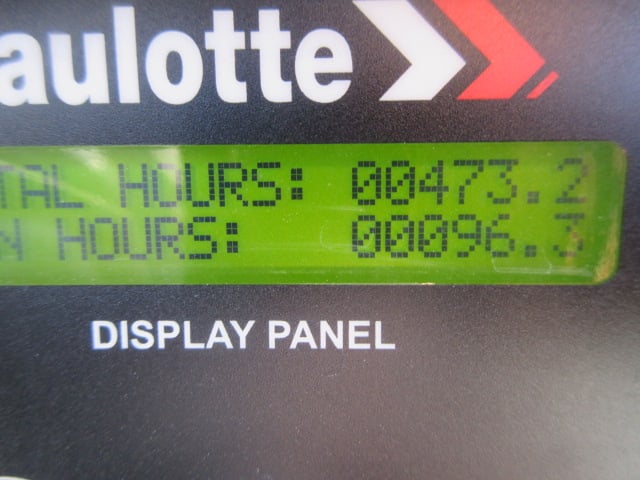 aulotte
TAL HOURS: 00473.2
N HOURS: 00096.3
DISPLAY PANEL